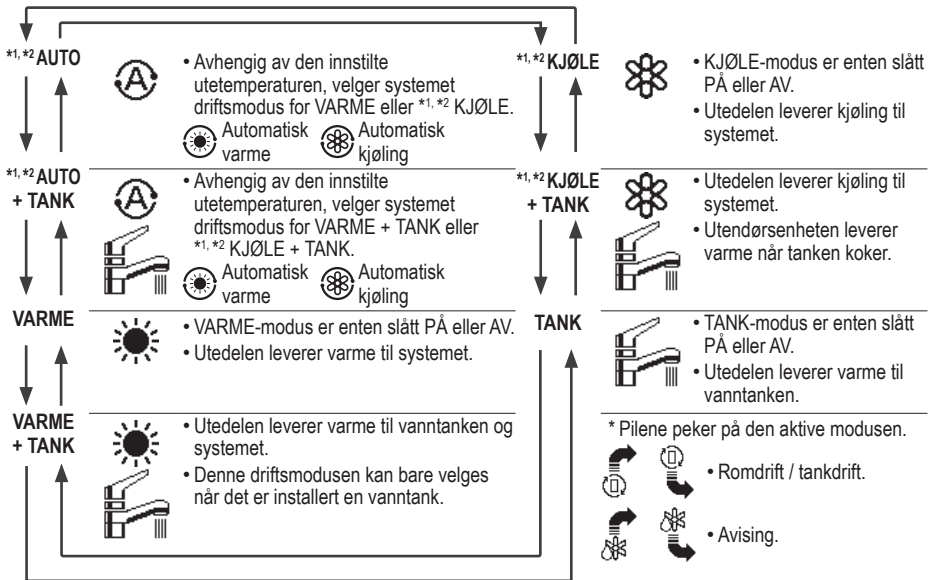 *1, *2 AUTO
• Avhengig av den innstilte
utetemperaturen, velger systemet
driftsmodus for VARME eller *1, *2 KJØLE.
Automatisk
varme
Automatisk
kjøling
*1, *2 AUTO
+ TANK
• Avhengig av den innstilte
utetemperaturen, velger systemet
driftsmodus for VARME + TANK eller
*1, *2 KJØLE + TANK.
Automatisk
varme
Automatisk
kjøling
VARME
• VARME-modus er enten slått PÅ eller AV.
• Utedelen leverer varme til systemet.
VARME
+ TANK
• Utedelen leverer varme til vanntanken og
systemet.
• Denne driftsmodusen kan bare velges
når det er installert en vanntank.
*1, *2 KJØLE
• KJØLE-modus er enten slått
PÅ eller AV.
• Utedelen leverer kjøling til
systemet.
*1, *2 KJØLE
+ TANK
• Utedelen leverer kjøling til
systemet.
• Utendørsenheten leverer
varme når tanken koker.
TANK
• TANK-modus er enten slått
PÅ eller AV.
• Utedelen leverer varme til
vanntanken.
* Pilene peker på den aktive modusen.
• Romdrift / tankdrift.
• Avising.